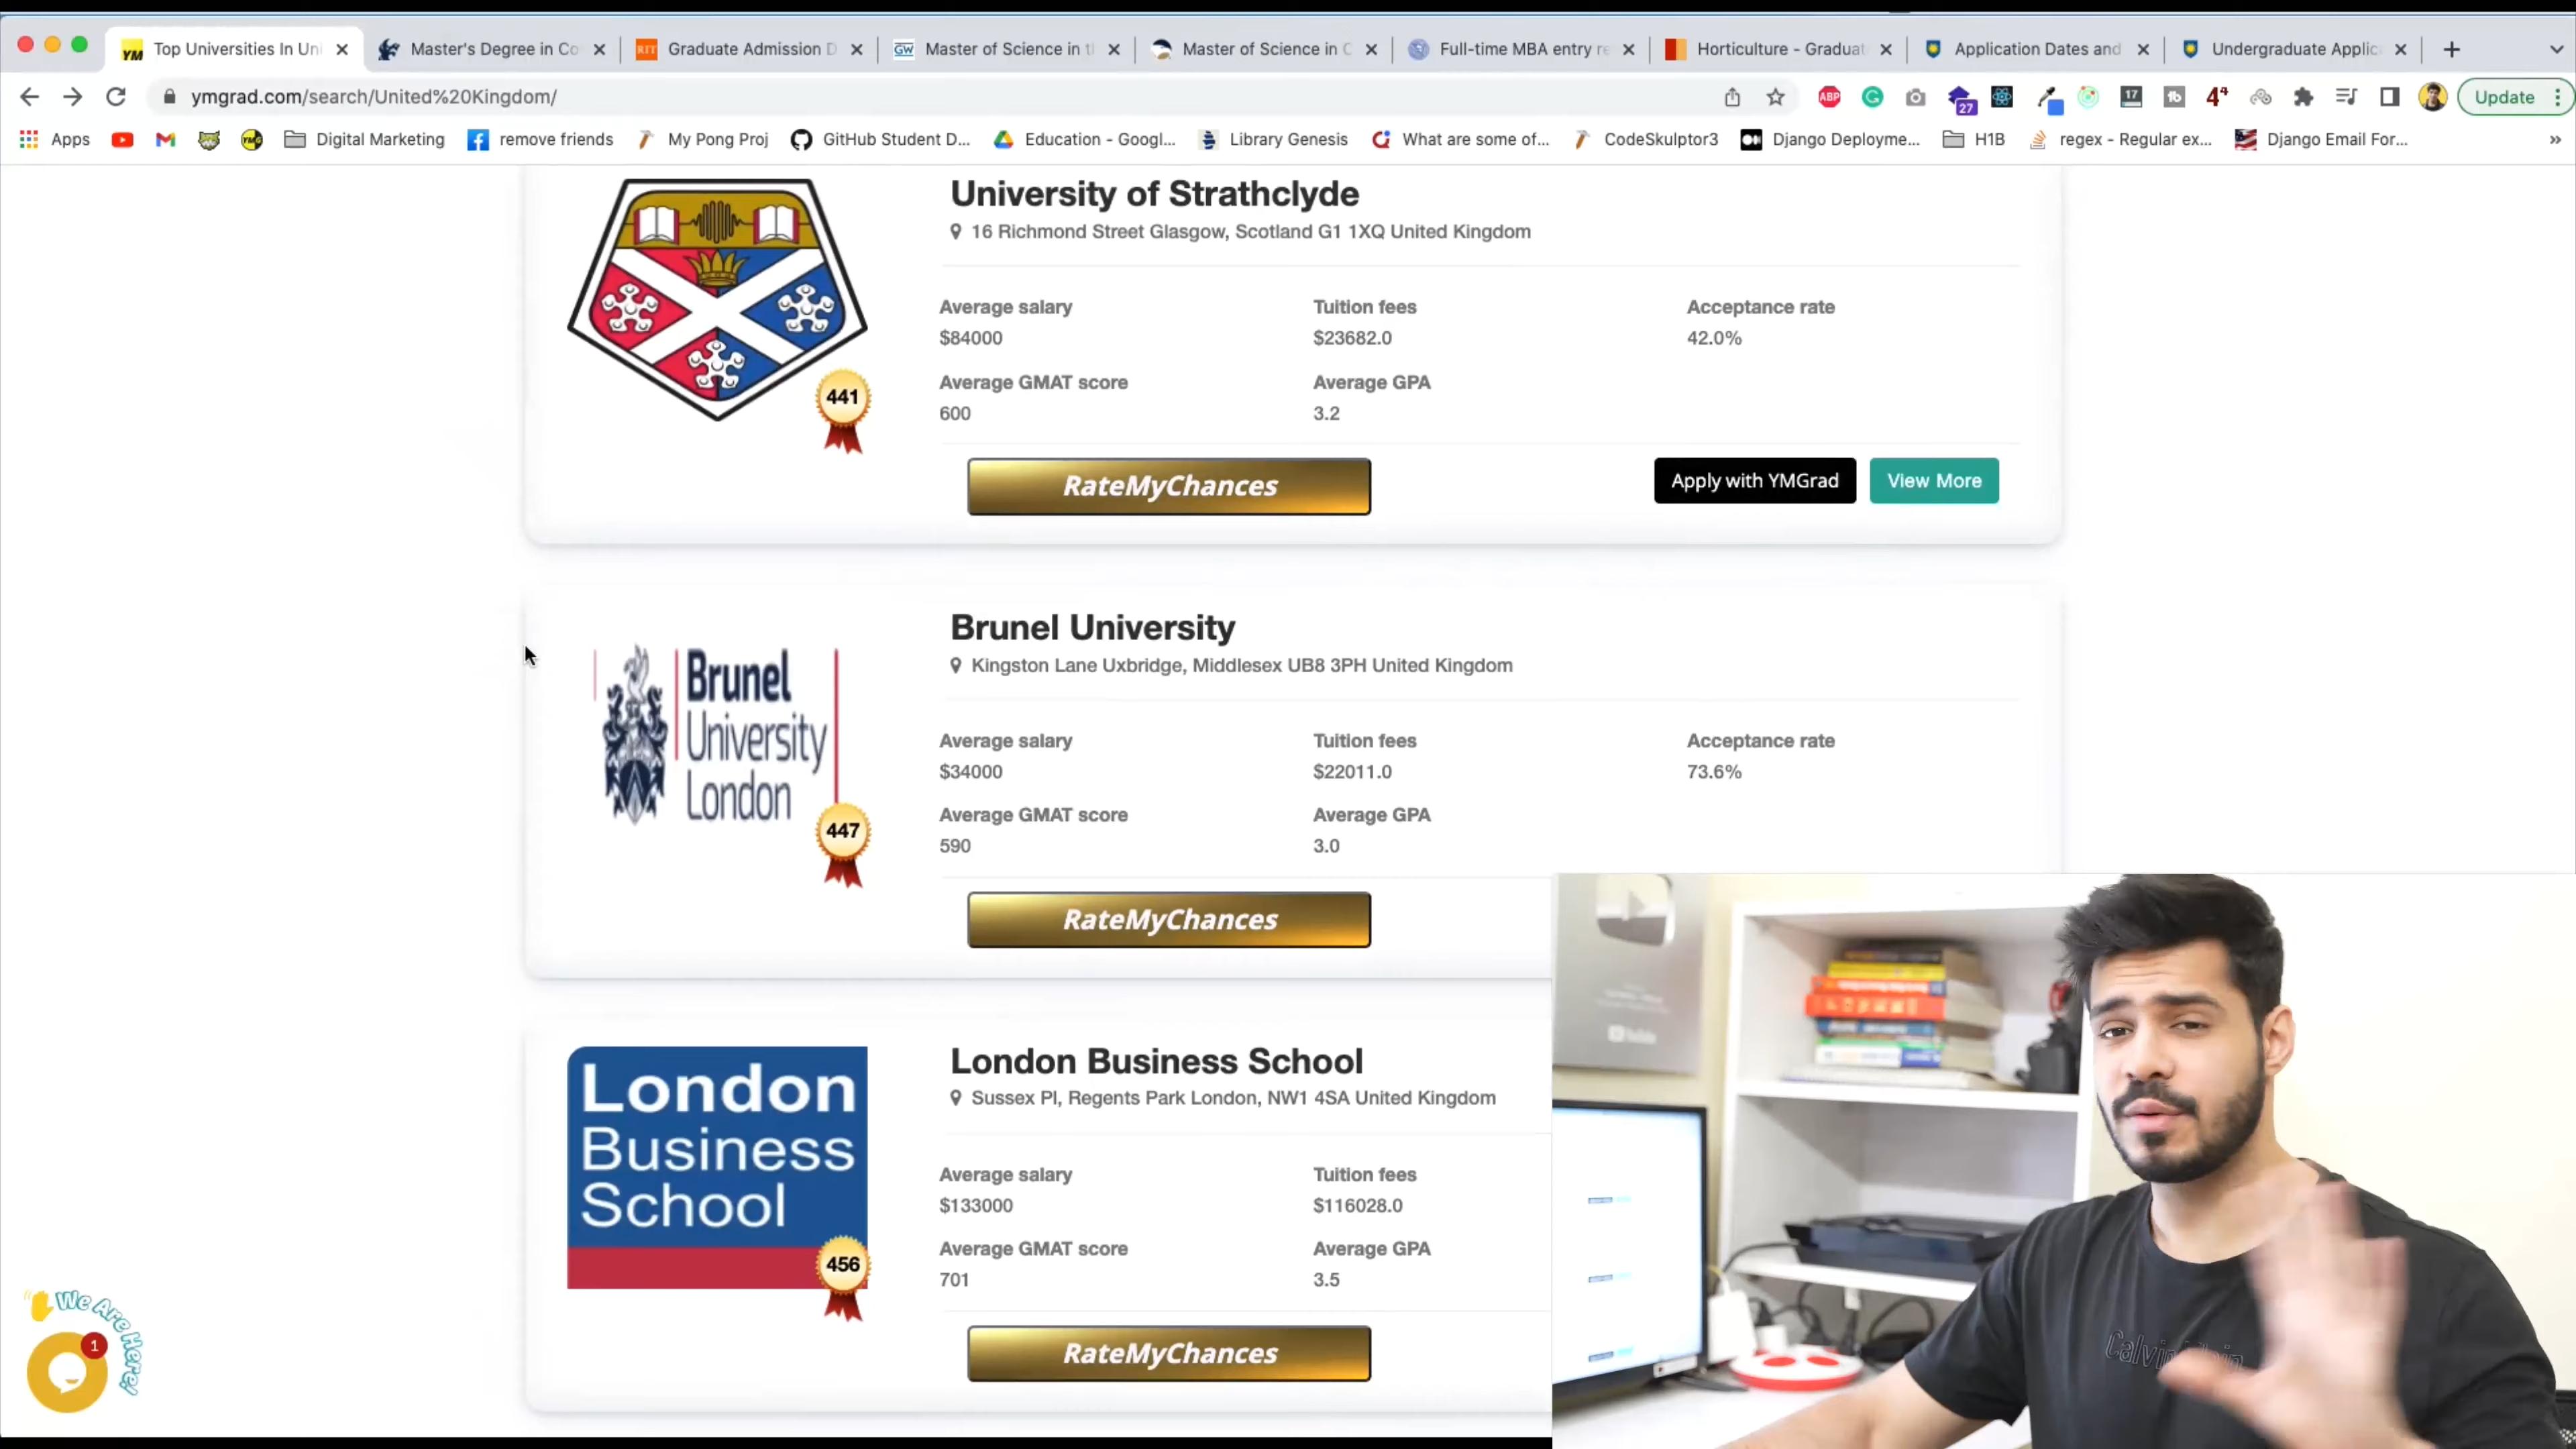 Top Universities In Uni
Master's Degree in Co
RIT
Graduate Admission D
GW
Master of Science in t
Master of Science in C
Full-time MBA entry re
Horticulture - Graduat
Application Dates and
Undergraduate Applic
ymgrad.com/search/United%20Kingdom/
ABP
27
17
Update
Apps
Digital Marketing
remove friends
My Pong Proj
GitHub Student D...
Education - Googl...
Library Genesis
What are some of...
CodeSkulptor3
Django Deployme...
H1B
regex - Regular ex...
Django Email For...
University of Strathclyde
16 Richmond Street Glasgow, Scotland G1 1XQ United Kingdom
Average salary
Tuition fees
Acceptance rate
$84000
$23682.0
42.0%
Average GMAT score
Average GPA
600
3.2
441
RateMyChances
Apply with YMGrad
View More
Brunel University
Kingston Lane Uxbridge, Middlesex UB8 3PH United Kingdom
Brunel
University
London
447
Average salary
Tuition fees
Acceptance rate
$34000
$22011.0
73.6%
Average GMAT score
Average GPA
590
3.0
RateMyChances
London Business School
Sussex Pl, Regents Park London, NW1 4SA United Kingdom
London
Business
School
456
Average salary
Tuition fees
$133000
$116028.0
Average GMAT score
Average GPA
701
3.5
RateMyChances
We Are Here!
1